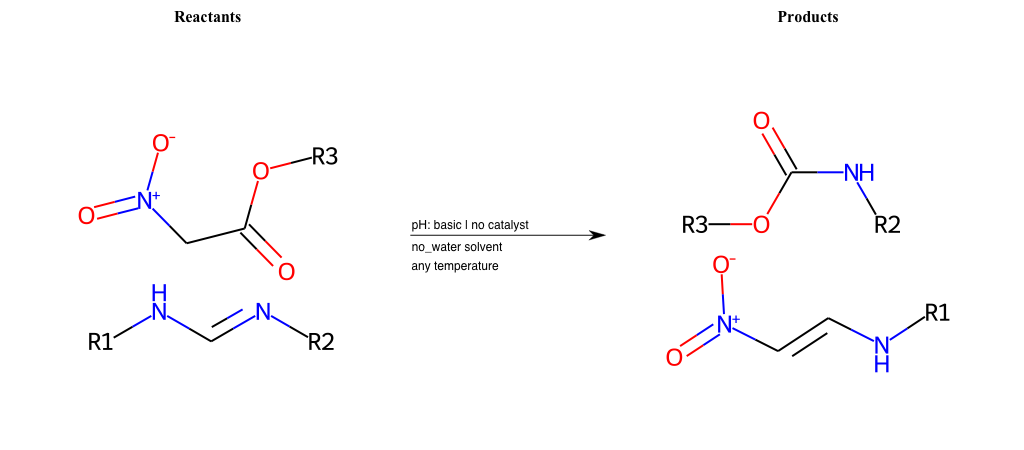 Reactants
Products
O⁻
O
N⁺
O
O
R3
H
N
N
R1
R2
pH: basic | no catalyst
no_water solvent
any temperature
O
NH
R3
O
R2
O⁻
N⁺
O
R1
N
H